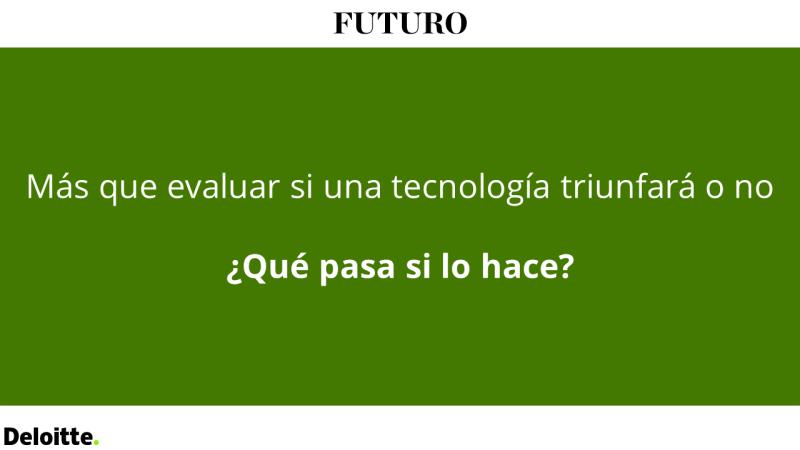 FUTURO
Más que evaluar si una tecnología triunfará o no
¿Qué pasa si lo hace?
Deloitte.